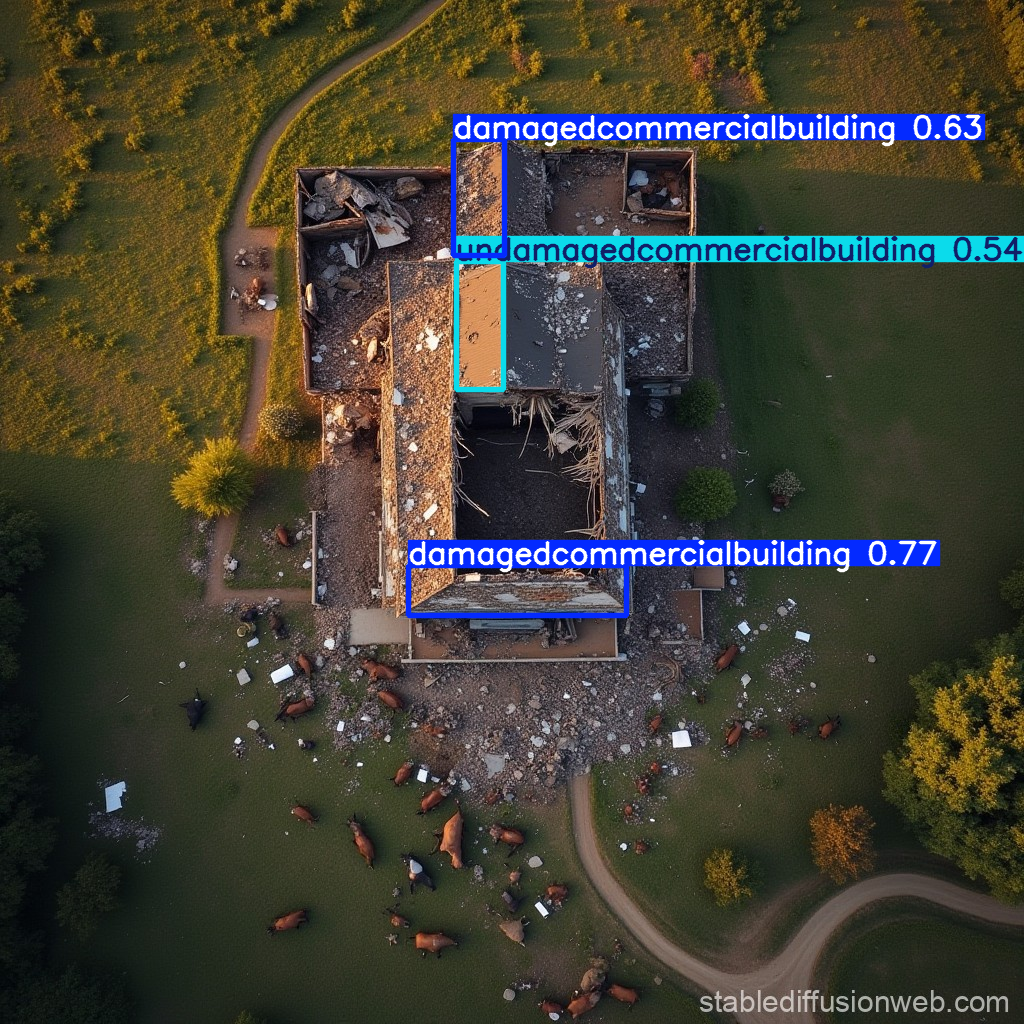 damagedcommercialbuilding 0.63
undamagedcommercialbuilding 0.54
damagedcommercialbuilding 0.77
stablediffusionweb.com